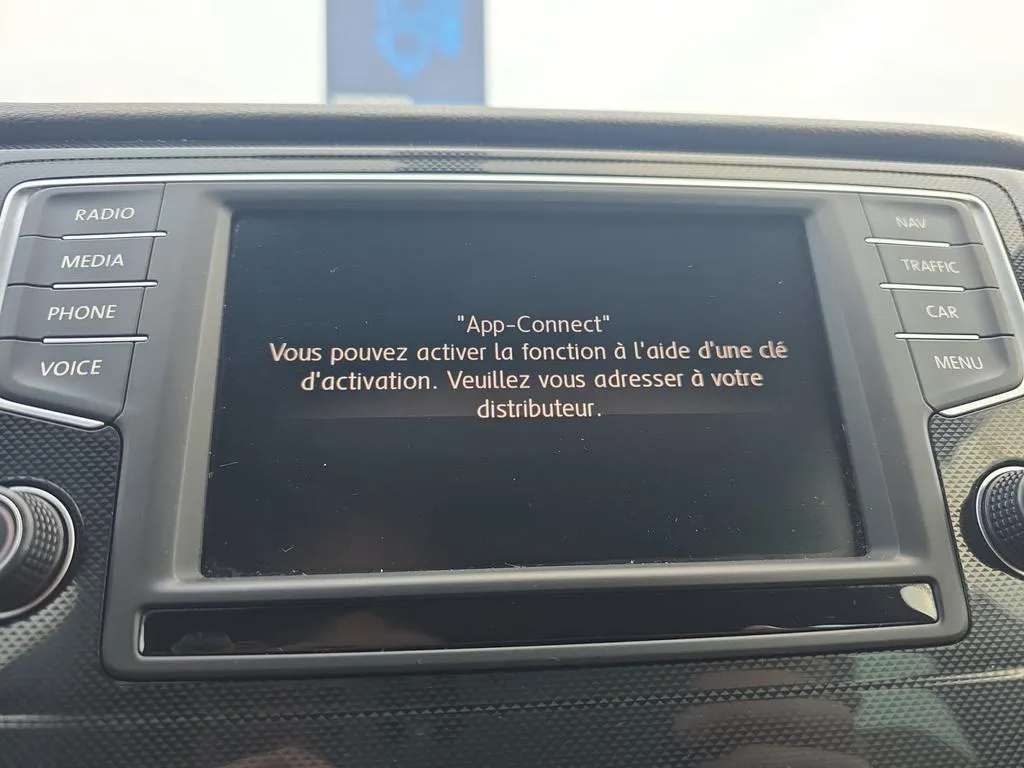 RADIO
MEDIA
PHONE
VOICE
"App-Connect"
Vous pouvez activer la fonction à l'aide d'une clé
d'activation. Veuillez vous adresser à votre
distributeur.
NAV
TRAFFIC
CAR
MENU